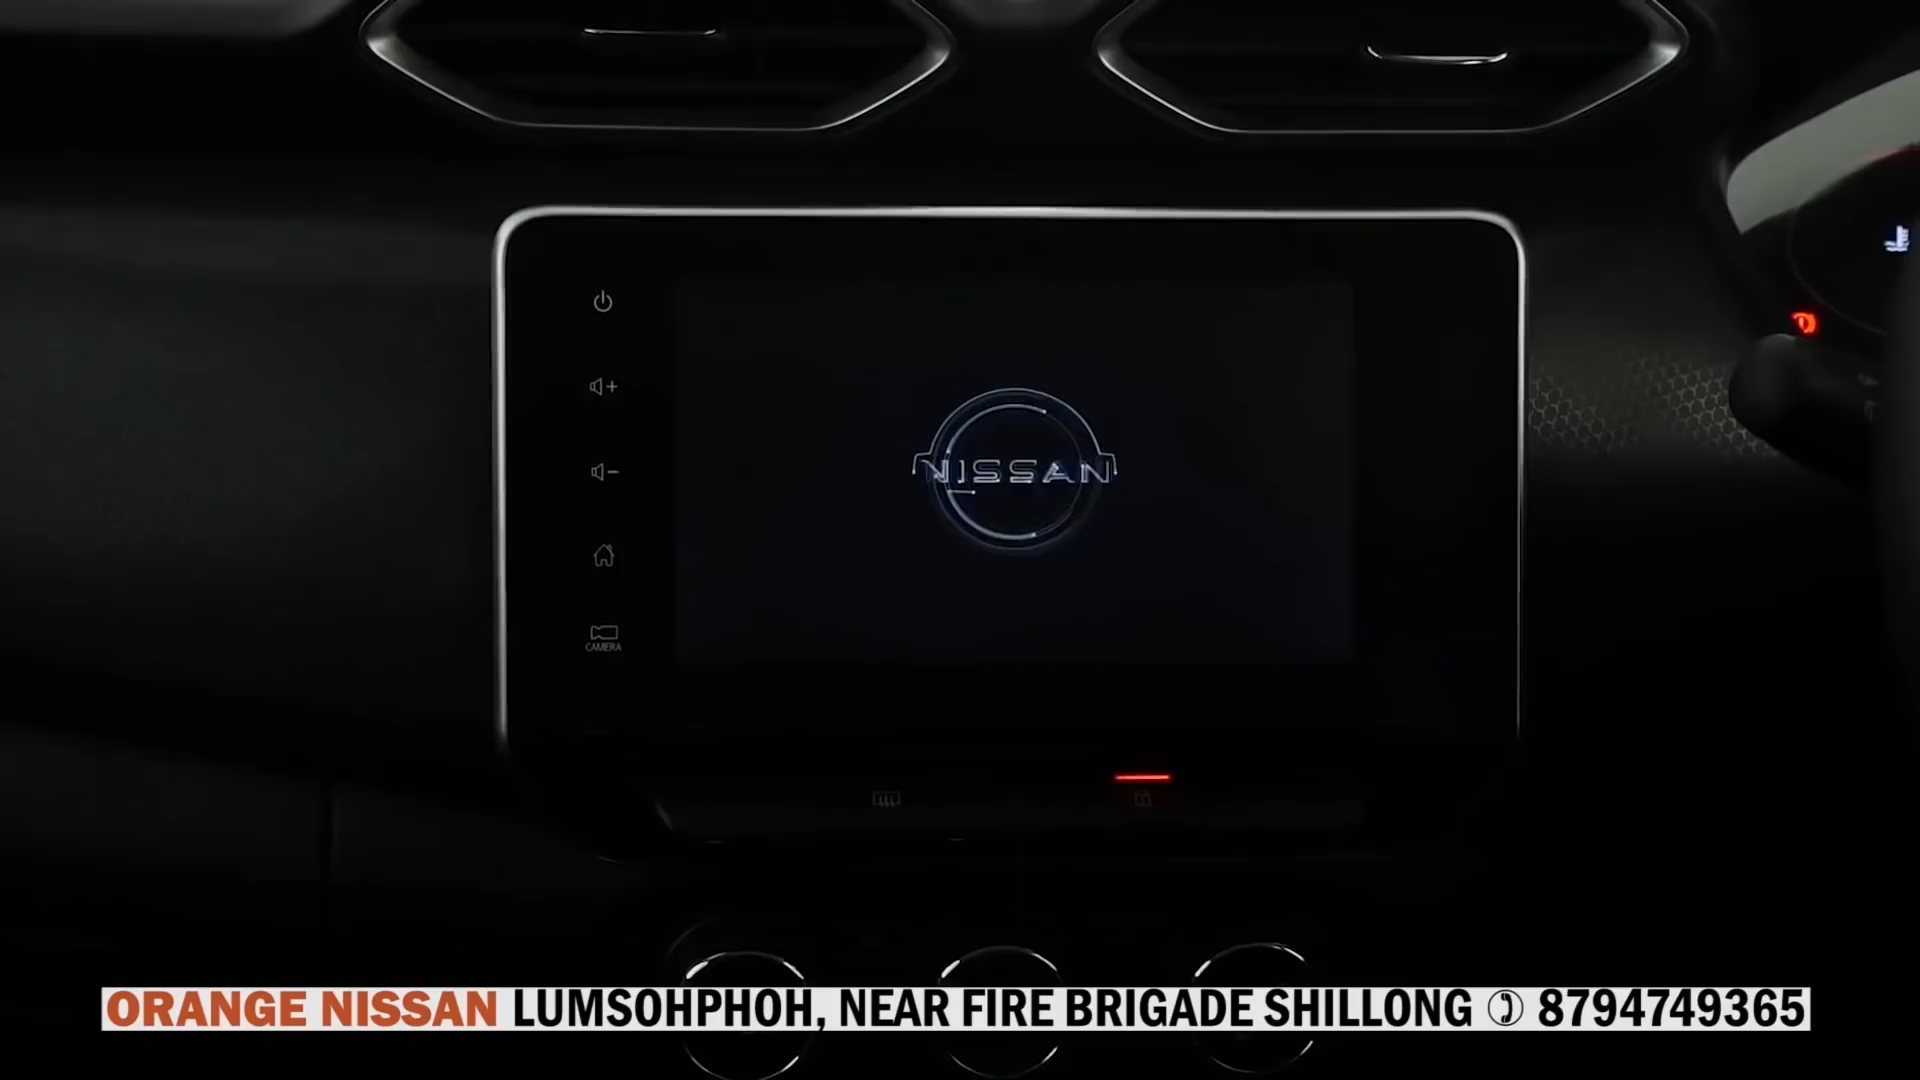 NISSAN
CAMERA
ORANGE NISSAN LUMSOHPHOH, NEAR FIRE BRIGADE SHILLONG ✆ 8794749365